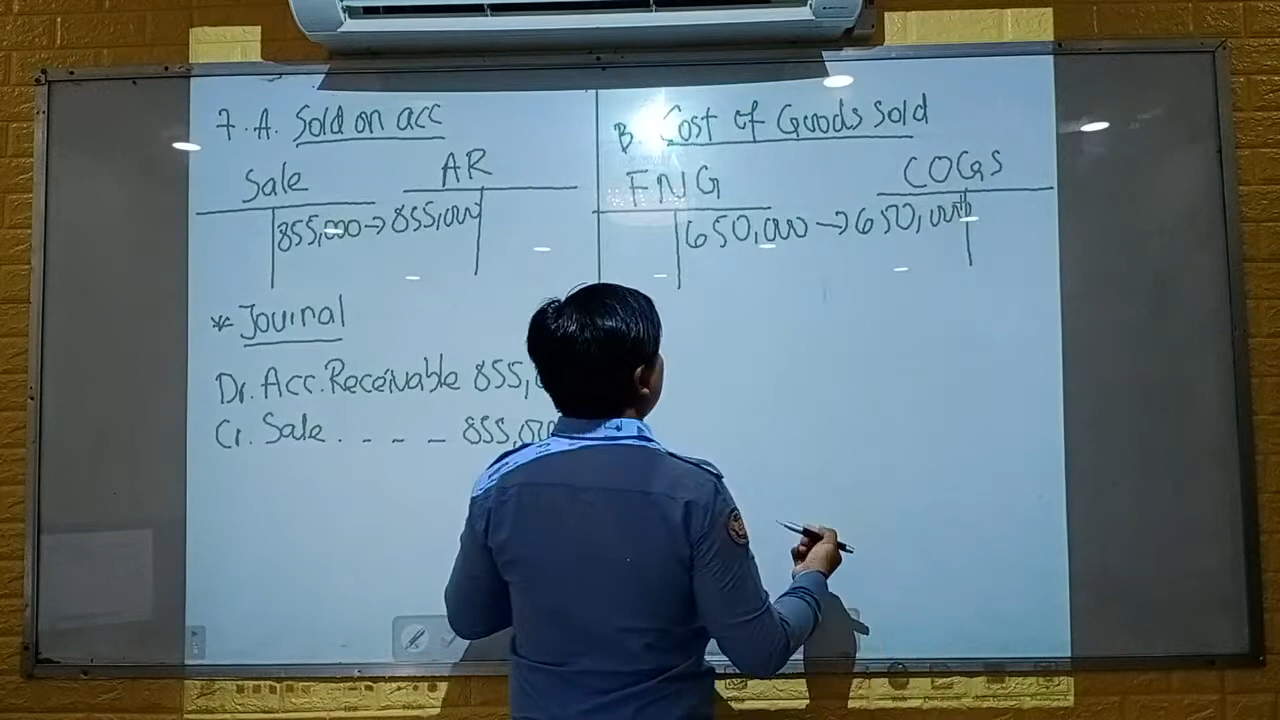 7. A. Sold on acc
Sale
AR
855,000 → 855,000
* Journal
Dr. Acc. Receivable 855,
Cr. Sale . - - - 855,000
B. Cost of Goods Sold
FNG
COGS
650,000 → 650,000